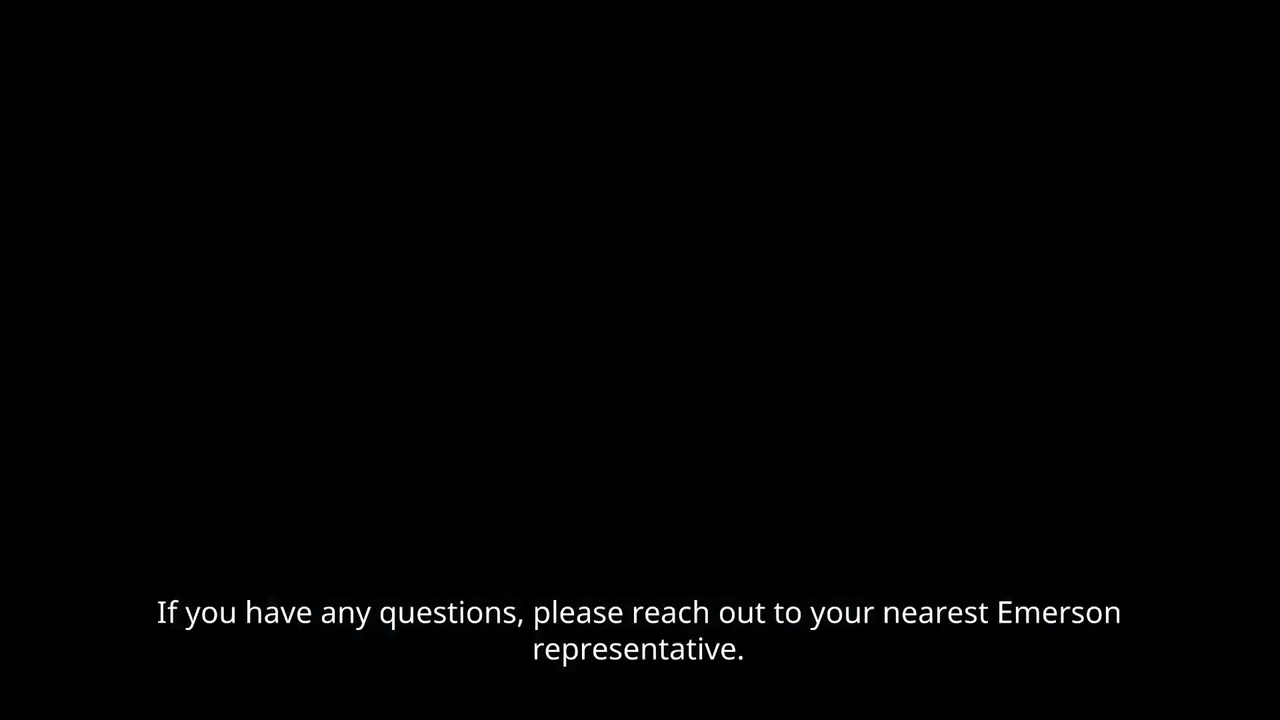 If you have any questions, please reach out to your nearest Emerson
representative.